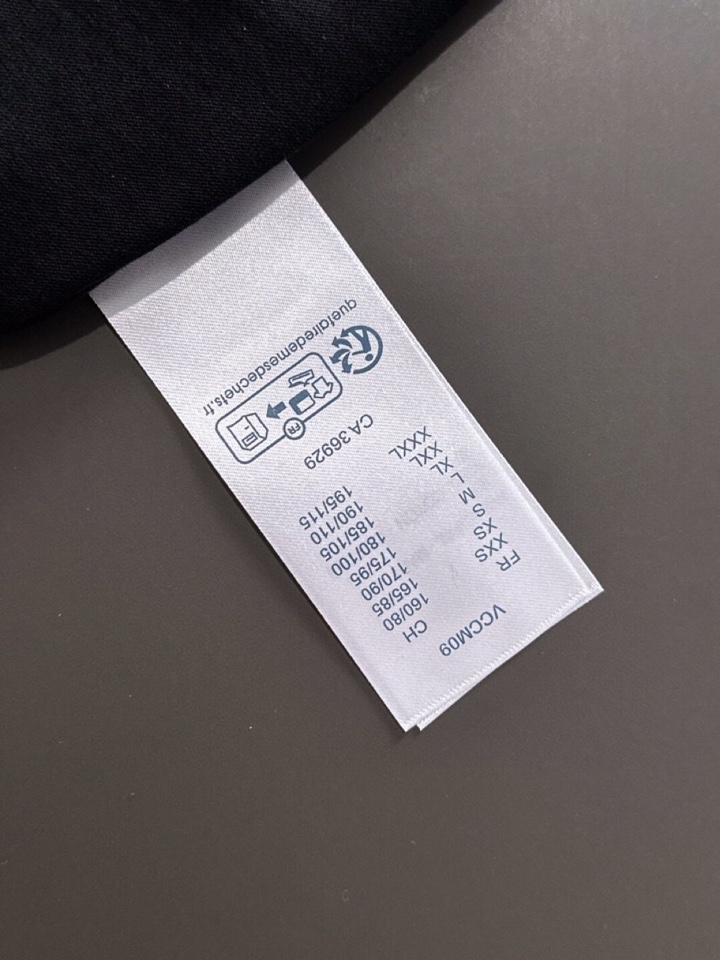 VCCM09
FR CH
XXS 160/80
XS 165/85
S 170/90
M 175/95
L 180/100
XL 185/105
XXL 190/110
XXXL 195/115
CA 36929
FR
quefairedemesdechets.fr